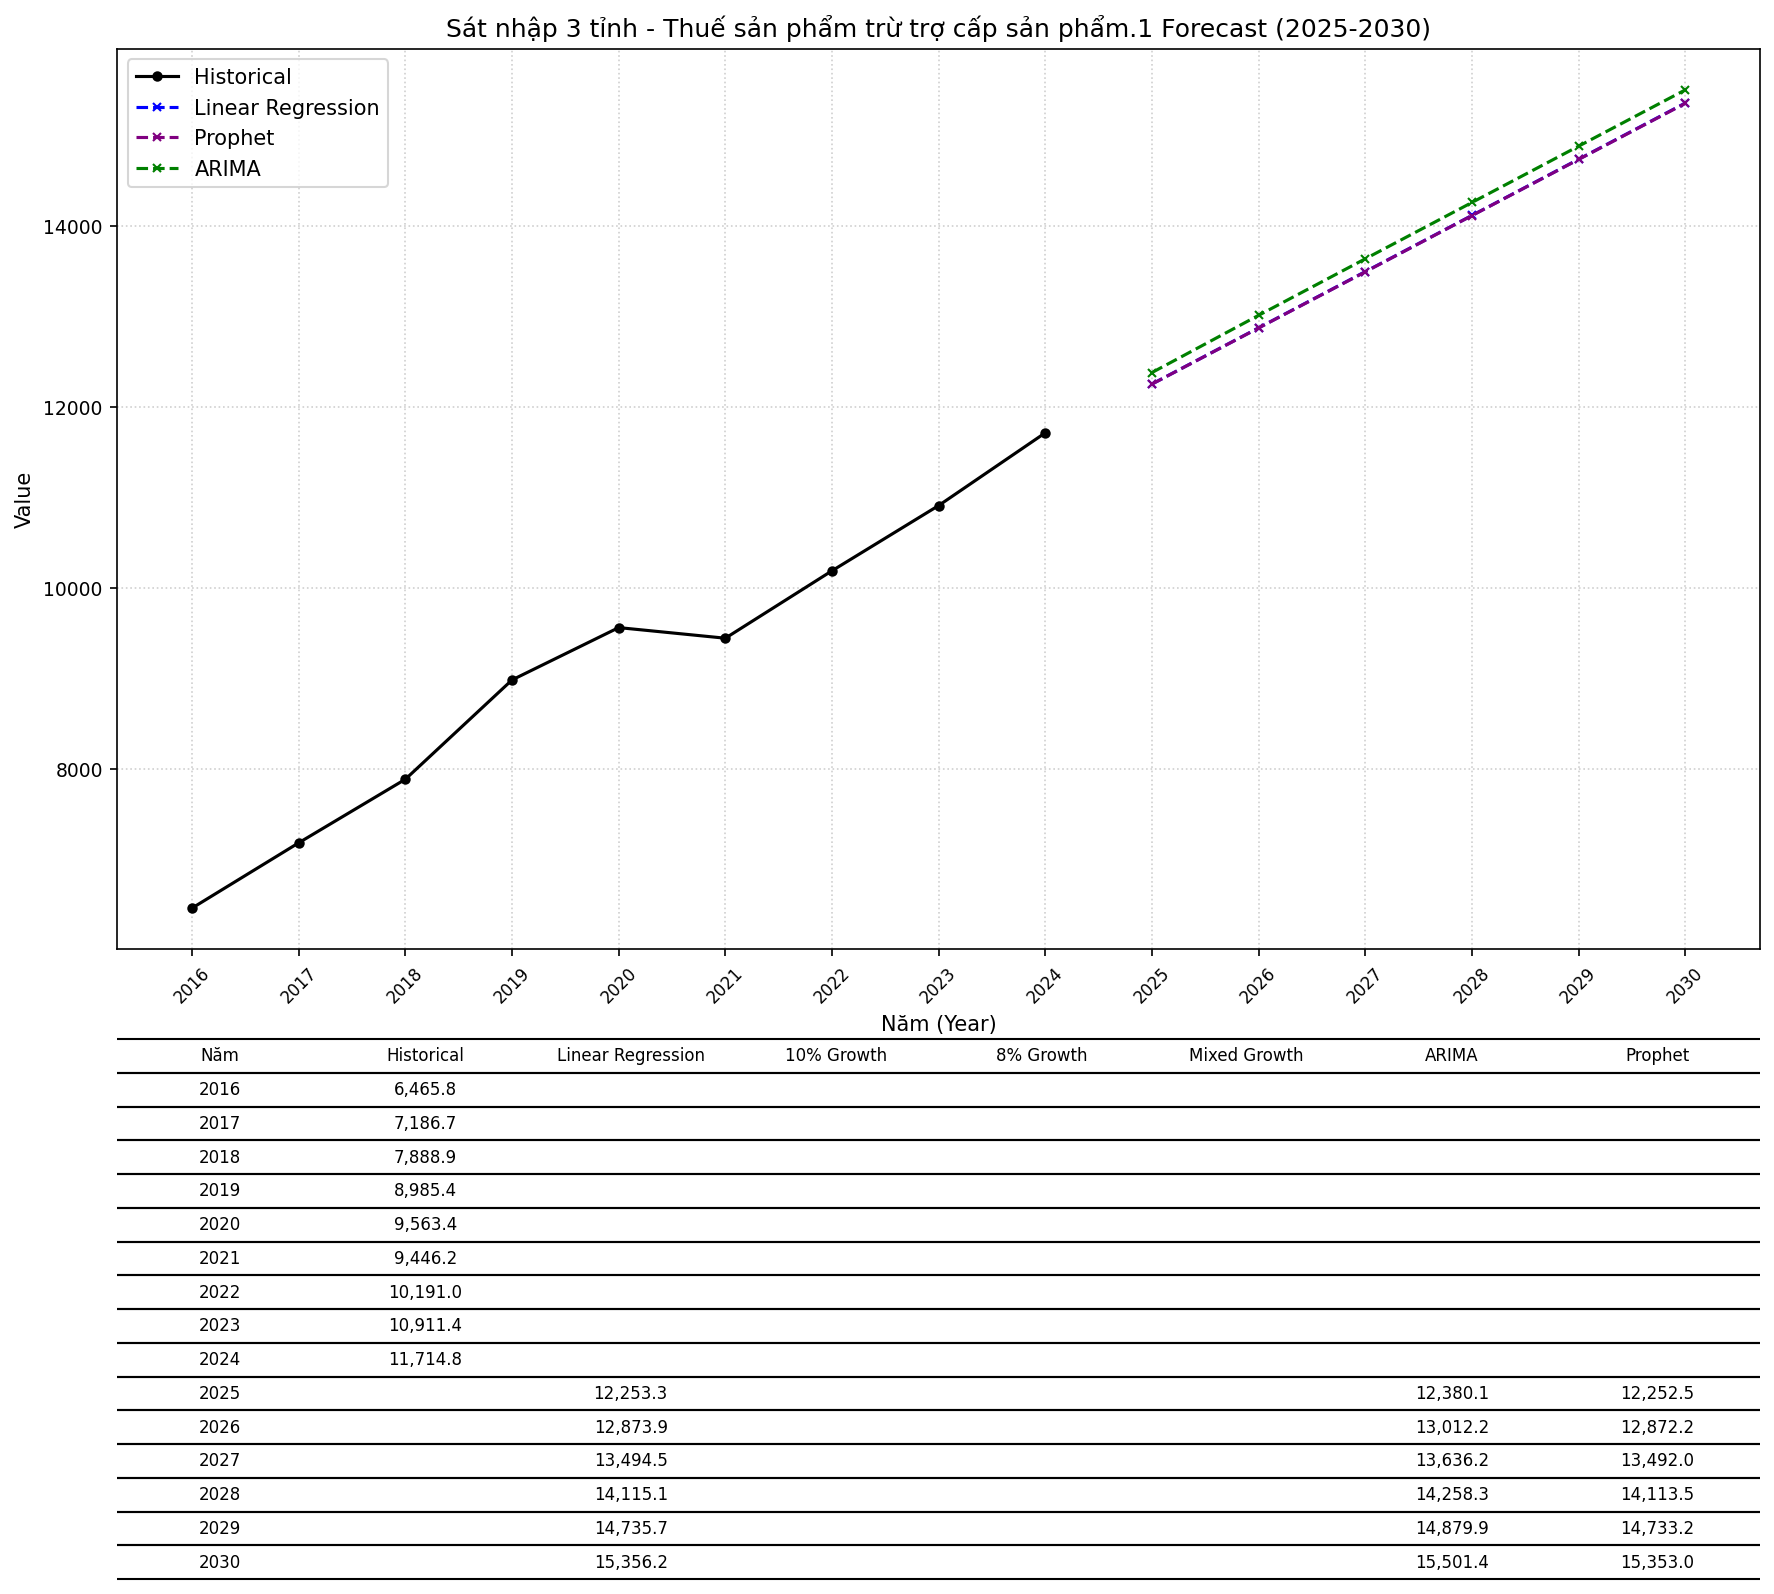 Sát nhập 3 tỉnh - Thuế sản phẩm trừ trợ cấp sản phẩm.1 Forecast (2025-2030)
Historical
Linear Regression
Prophet
ARIMA
Value
14000
12000
10000
8000
2016 2017 2018 2019 2020 2021 2022 2023 2024 2025 2026 2027 2028 2029 2030
Năm (Year)
Năm Historical Linear Regression 10% Growth 8% Growth Mixed Growth ARIMA Prophet
2016 6,465.8
2017 7,186.7
2018 7,888.9
2019 8,985.4
2020 9,563.4
2021 9,446.2
2022 10,191.0
2023 10,911.4
2024 11,714.8
2025 12,253.3 12,380.1 12,252.5
2026 12,873.9 13,012.2 12,872.2
2027 13,494.5 13,636.2 13,492.0
2028 14,115.1 14,258.3 14,113.5
2029 14,735.7 14,879.9 14,733.2
2030 15,356.2 15,501.4 15,353.0